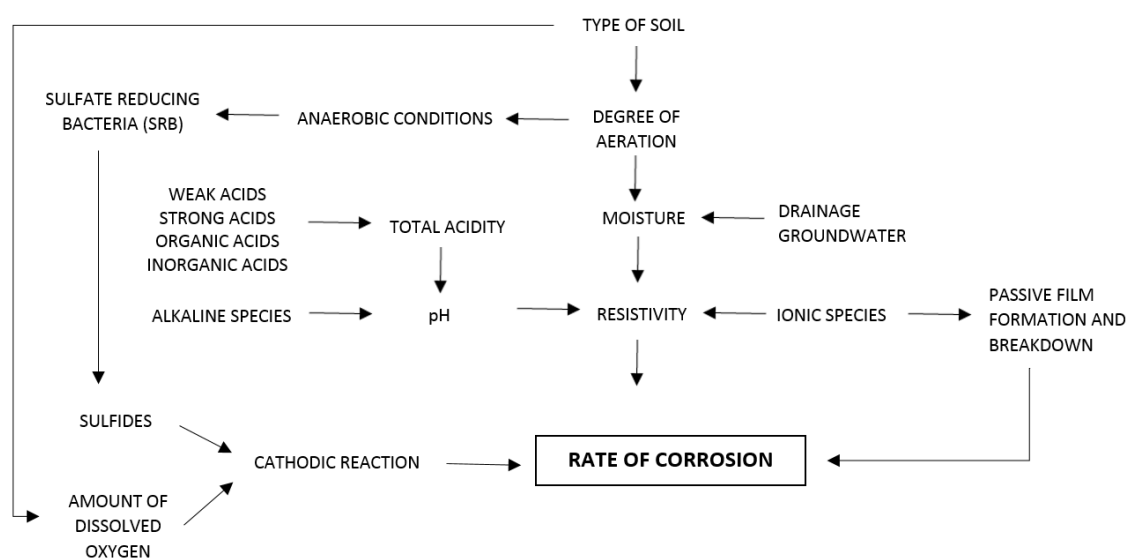 TYPE OF SOIL
SULFATE REDUCING
BACTERIA (SRB)
ANAEROBIC CONDITIONS
DEGREE OF
AERATION
WEAK ACIDS
STRONG ACIDS
ORGANIC ACIDS
INORGANIC ACIDS
TOTAL ACIDITY
MOISTURE
DRAINAGE
GROUNDWATER
ALKALINE SPECIES
pH
RESISTIVITY
IONIC SPECIES
PASSIVE FILM
FORMATION AND
BREAKDOWN
SULFIDES
CATHODIC REACTION
RATE OF CORROSION
AMOUNT OF
DISSOLVED
OXYGEN